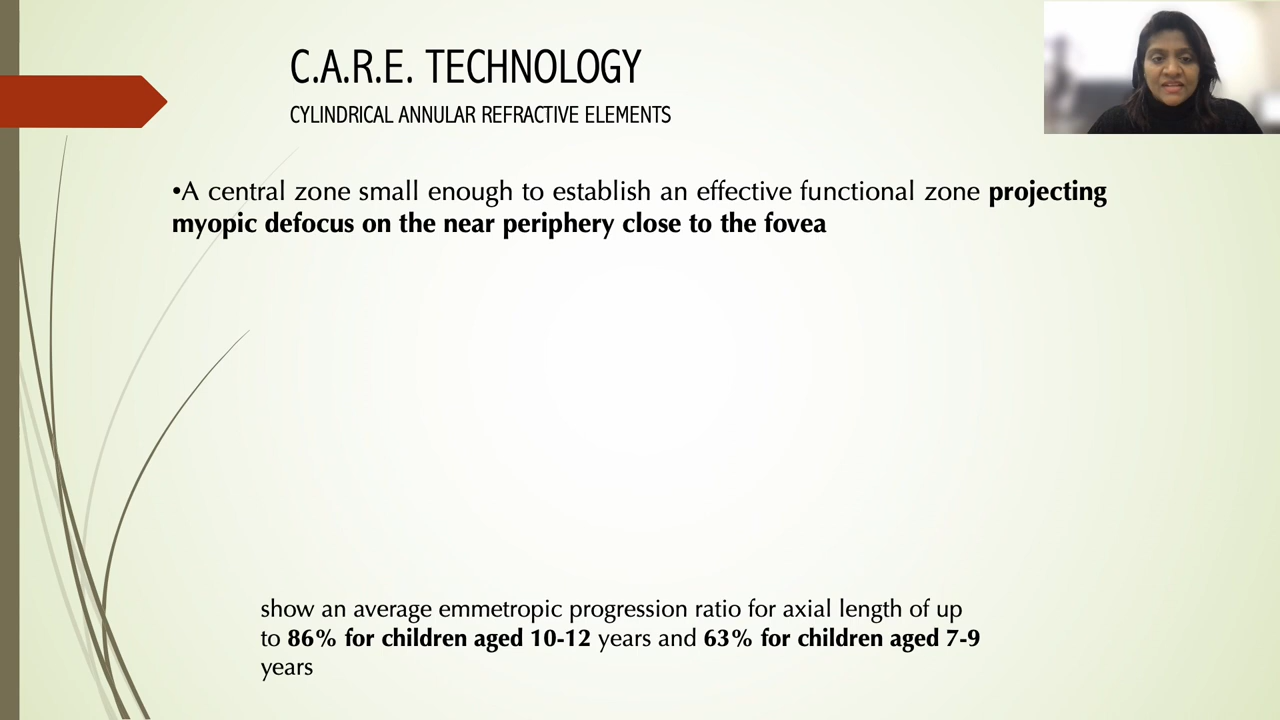 C.A.R.E. TECHNOLOGY
CYLINDRICAL ANNULAR REFRACTIVE ELEMENTS
•A central zone small enough to establish an effective functional zone projecting
myopic defocus on the near periphery close to the fovea
show an average emmetropic progression ratio for axial length of up
to 86% for children aged 10-12 years and 63% for children aged 7-9
years